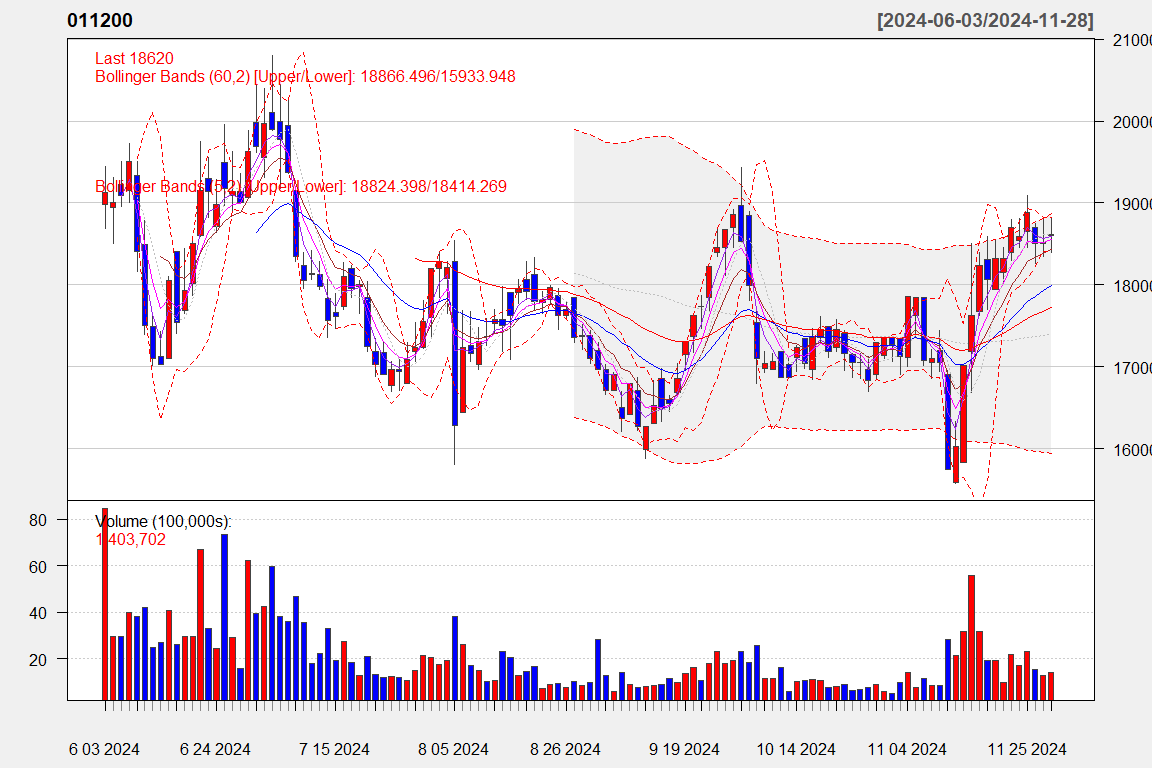 011200 [2024-06-03/2024-11-28]
Last 18620
Bollinger Bands (60,2) [Upper/Lower]: 18866.496/15933.948
Bollinger Bands (5,2) [Upper/Lower]: 18824.398/18414.269
21000
20000
19000
18000
17000
16000
Volume (100,000s):
1,403,702
80
60
40
20
6 03 2024 6 24 2024 7 15 2024 8 05 2024 8 26 2024 9 19 2024 10 14 2024 11 04 2024 11 25 2024